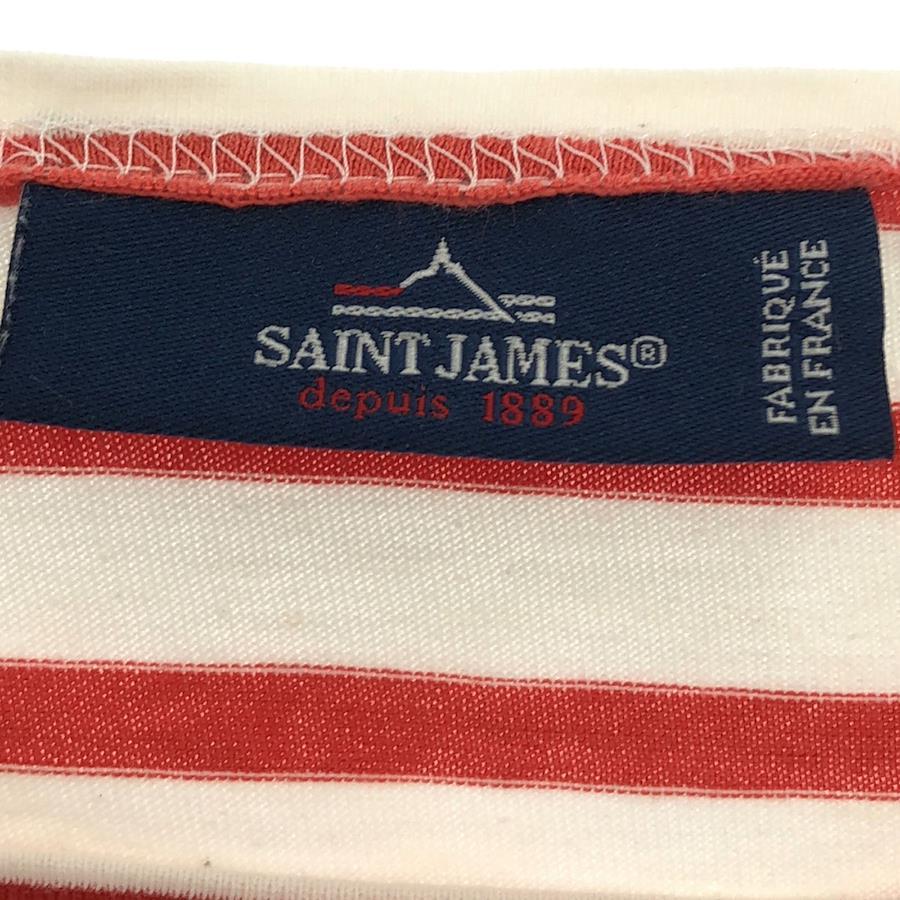 SAINT JAMES®
depuis 1889
FABRIQUÉ
EN FRANCE